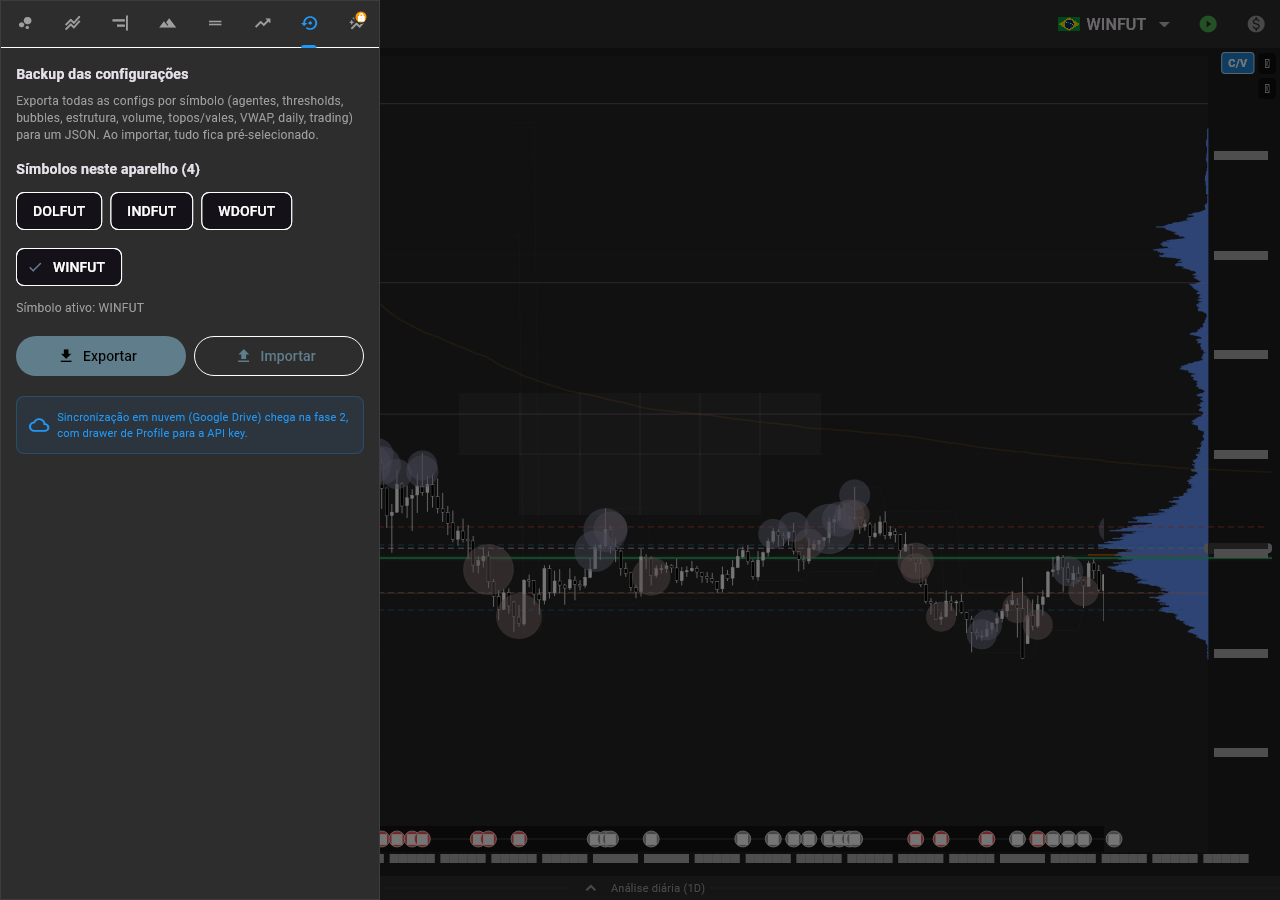 WINFUT
C/V
Backup das configurações
Exporta todas as configs por símbolo (agentes, thresholds,
bubbles, estrutura, volume, topos/vales, VWAP, daily, trading)
para um JSON. Ao importar, tudo fica pré-selecionado.
Símbolos neste aparelho (4)
DOLFUT INDFUT WDOFUT
WINFUT
Símbolo ativo: WINFUT
Exportar Importar
Sincronização em nuvem (Google Drive) chega na fase 2,
com drawer de Profile para a API key.
Análise diária (1D)